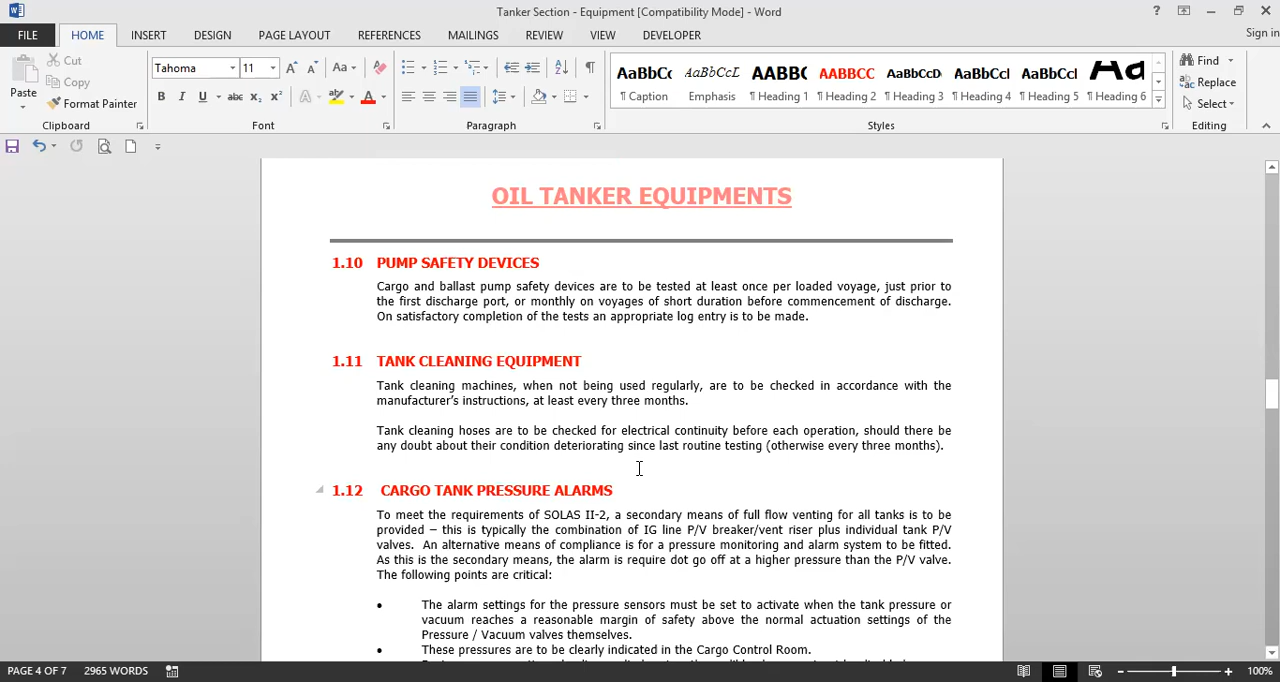 Tanker Section - Equipment [Compatibility Mode] - Word
?
Sign in
FILE HOME INSERT DESIGN PAGE LAYOUT REFERENCES MAILINGS REVIEW VIEW DEVELOPER
Paste
Cut
Copy
Format Painter
Clipboard
Tahoma 11
Font
Paragraph
AaBbCc AaBbCcL AABBC AABBCC AaBbCcD AaBbCcl AaBbCcl Aa
¶ Caption Emphasis ¶ Heading 1 ¶ Heading 2 ¶ Heading 3 ¶ Heading 4 ¶ Heading 5 ¶ Heading 6
Styles
Find
Replace
Select
Editing
OIL TANKER EQUIPMENTS
1.10 PUMP SAFETY DEVICES
Cargo and ballast pump safety devices are to be tested at least once per loaded voyage, just prior to
the first discharge port, or monthly on voyages of short duration before commencement of discharge.
On satisfactory completion of the tests an appropriate log entry is to be made.
1.11 TANK CLEANING EQUIPMENT
Tank cleaning machines, when not being used regularly, are to be checked in accordance with the
manufacturer's instructions, at least every three months.
Tank cleaning hoses are to be checked for electrical continuity before each operation, should there be
any doubt about their condition deteriorating since last routine testing (otherwise every three months).
1.12 CARGO TANK PRESSURE ALARMS
To meet the requirements of SOLAS II-2, a secondary means of full flow venting for all tanks is to be
provided – this is typically the combination of IG line P/V breaker/vent riser plus individual tank P/V
valves. An alternative means of compliance is for a pressure monitoring and alarm system to be fitted.
As this is the secondary means, the alarm is require dot go off at a higher pressure than the P/V valve.
The following points are critical:
• The alarm settings for the pressure sensors must be set to activate when the tank pressure or
vacuum reaches a reasonable margin of safety above the normal actuation settings of the
Pressure / Vacuum valves themselves.
• These pressures are to be clearly indicated in the Cargo Control Room.
PAGE 4 OF 7 2965 WORDS 100%